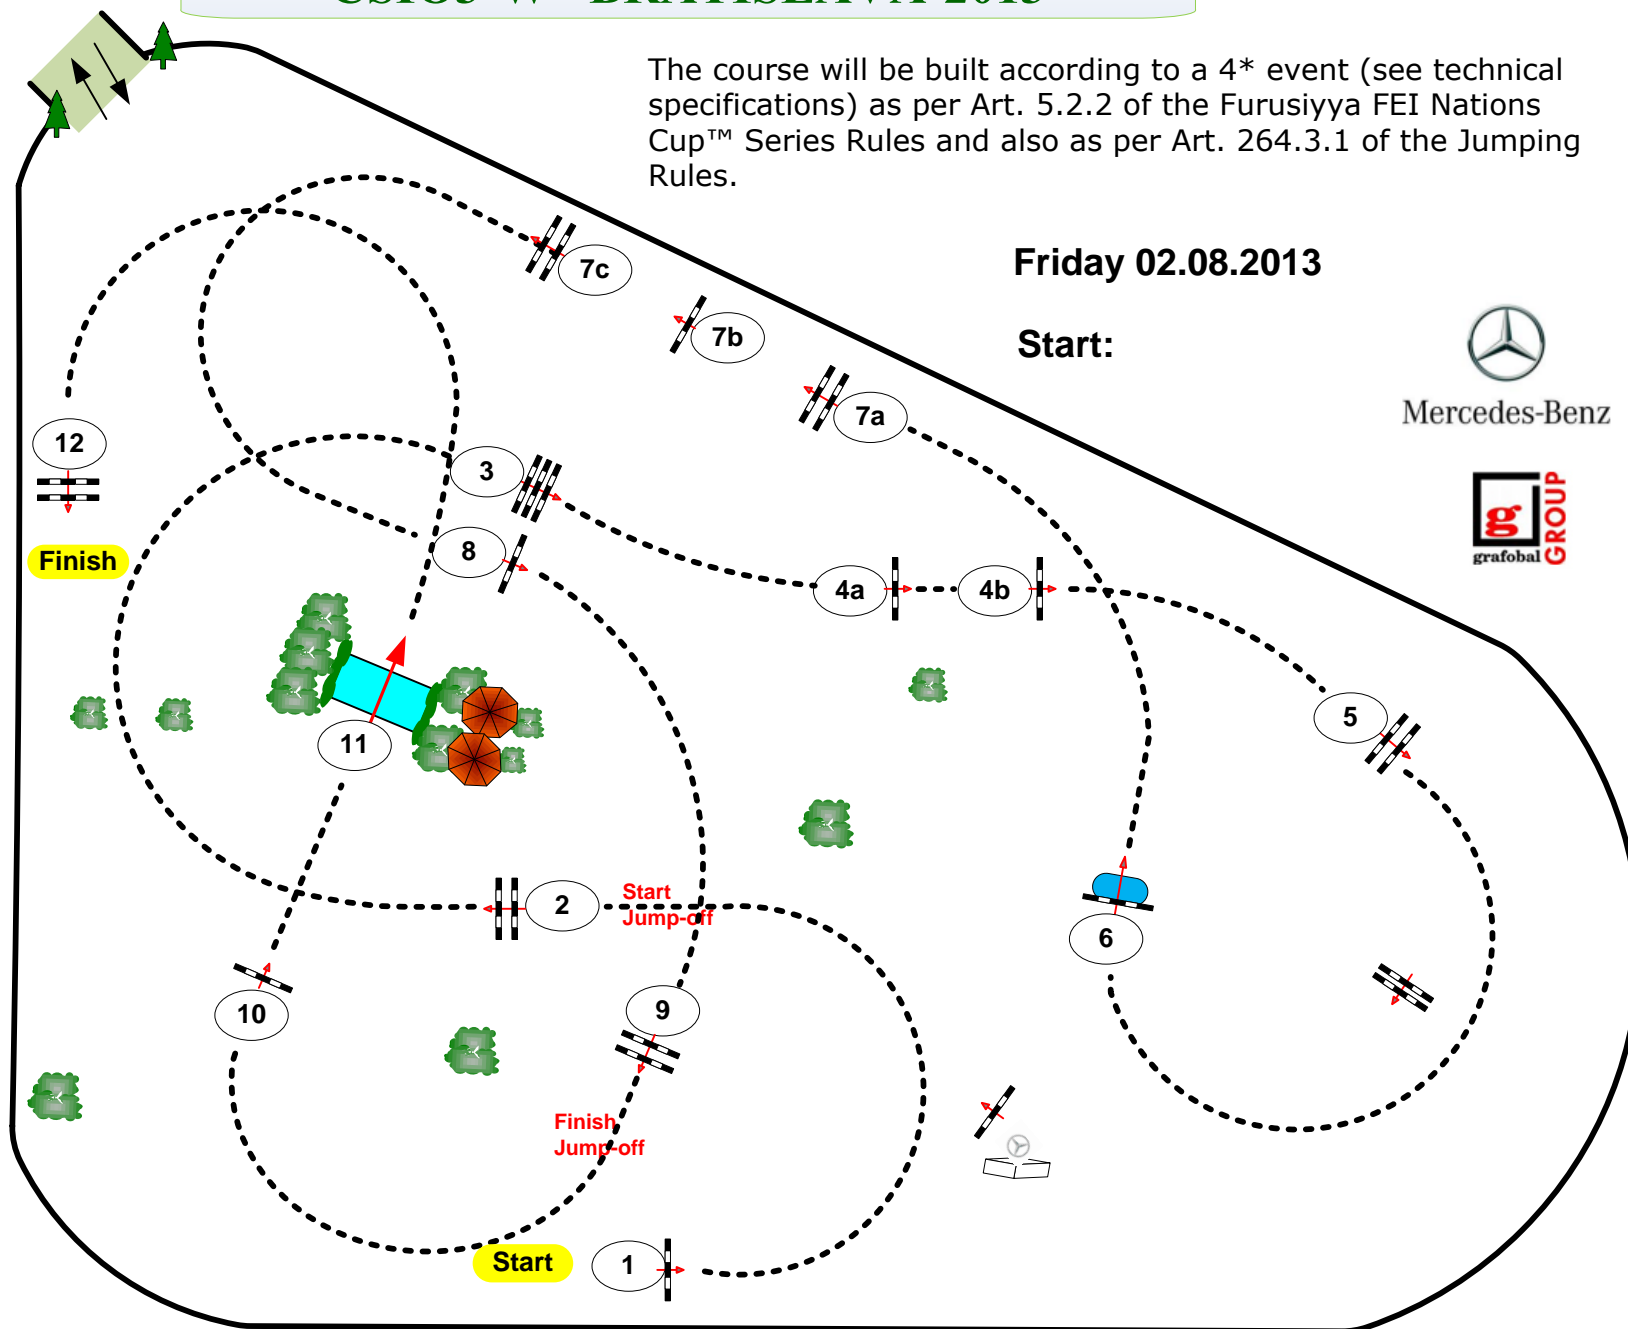 CSIO3*-W - BRATISLAVA 2013
The course will be built according to a 4* event (see technical
specifications) as per Art. 5.2.2 of the Furusiyya FEI Nations
Cup™ Series Rules and also as per Art. 264.3.1 of the Jumping
Rules.
Friday 02.08.2013
Start:
Mercedes-Benz
g
grafobal
GROUP
7c
7b
7a
12
3
8
Finish
4a
4b
5
11
2
Start
Jump-off
6
10
9
Finish
Jump-off
Start
1